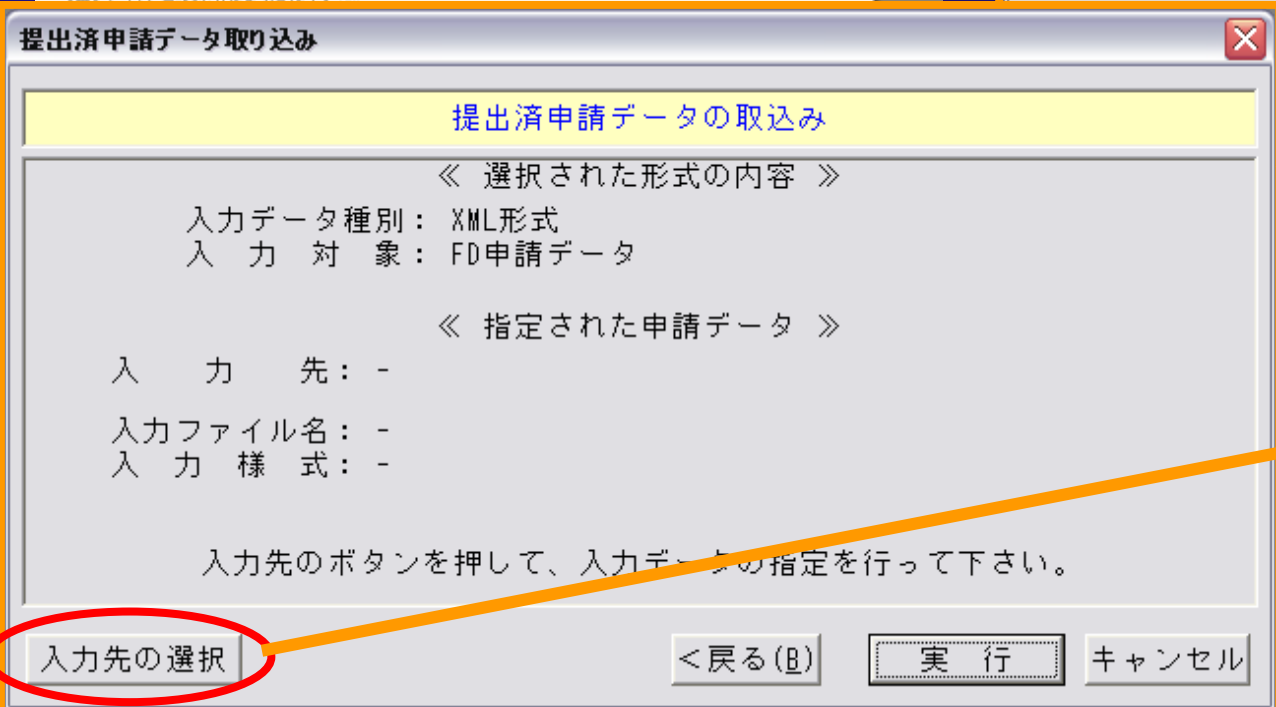 提出済申請データ取り込み
提出済申請データの取込み
≪ 選択された形式の内容 ≫
入力データ種別： XML形式
入 力 対 象： FD申請データ
≪ 指定された申請データ ≫
入 力 先： -
入力ファイル名： -
入 力 様 式： -
入力先のボタンを押して、入力データの指定を行って下さい。
入力先の選択
<戻る(B)
実 行
キャンセル